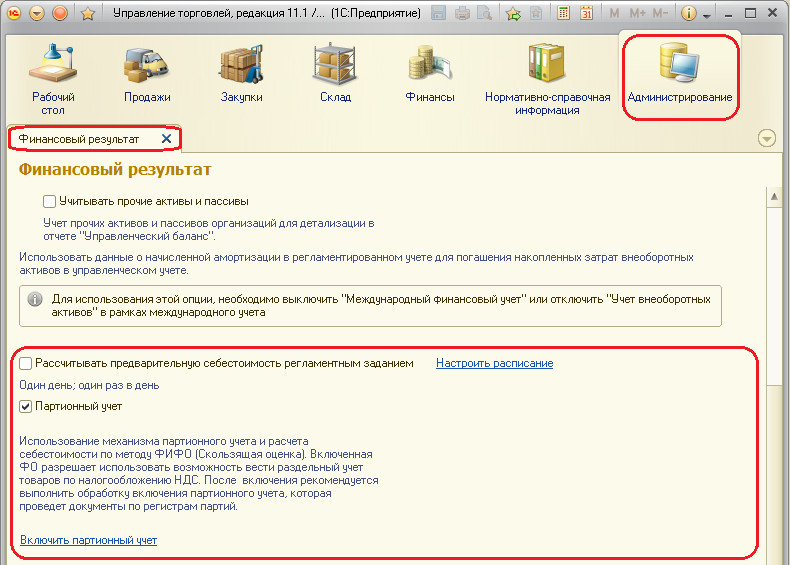 Управление торговлей, редакция 11.1 /... (1С:Предприятие)
M M+ M-
31
Рабочий
стол
Продажи
Закупки
Склад
Финансы
Нормативно-справочная
информация
Администрирование
Финансовый результат
Финансовый результат
Учитывать прочие активы и пассивы
Учет прочих активов и пассивов организаций для детализации в
отчете "Управленческий баланс".
Использовать данные о начисленной амортизации в регламентированном учете для погашения накопленных затрат внеоборотных
активов в управленческом учете.
Для использования этой опции, необходимо выключить "Международный финансовый учет" или отключить "Учет внеоборотных
активов" в рамках международного учета
Рассчитывать предварительную себестоимость регламентным заданием Настроить расписание
Один день; один раз в день
Партионный учет
Использование механизма партионного учета и расчета
себестоимости по методу ФИФО (Скользящая оценка). Включенная
ФО разрешает использовать возможность вести раздельный учет
товаров по налогообложению НДС. После включения рекомендуется
выполнить обработку включения партионного учета, которая
проведет документы по регистрам партий.
Включить партионный учет